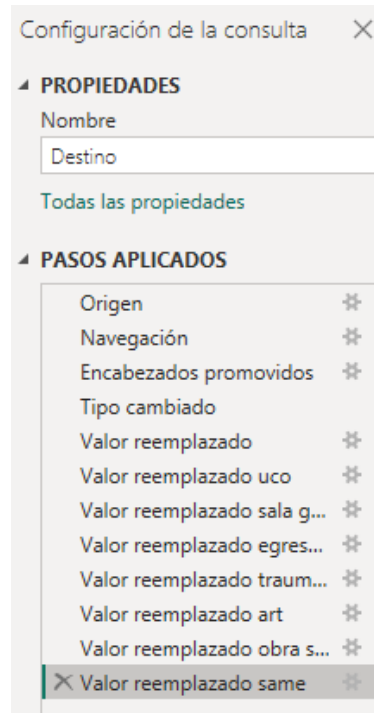 Configuración de la consulta
PROPIEDADES
Nombre
Destino
Todas las propiedades
PASOS APLICADOS
Origen
Navegación
Encabezados promovidos
Tipo cambiado
Valor reemplazado
Valor reemplazado uco
Valor reemplazado sala g...
Valor reemplazado egres...
Valor reemplazado traum...
Valor reemplazado art
Valor reemplazado obra s...
Valor reemplazado same